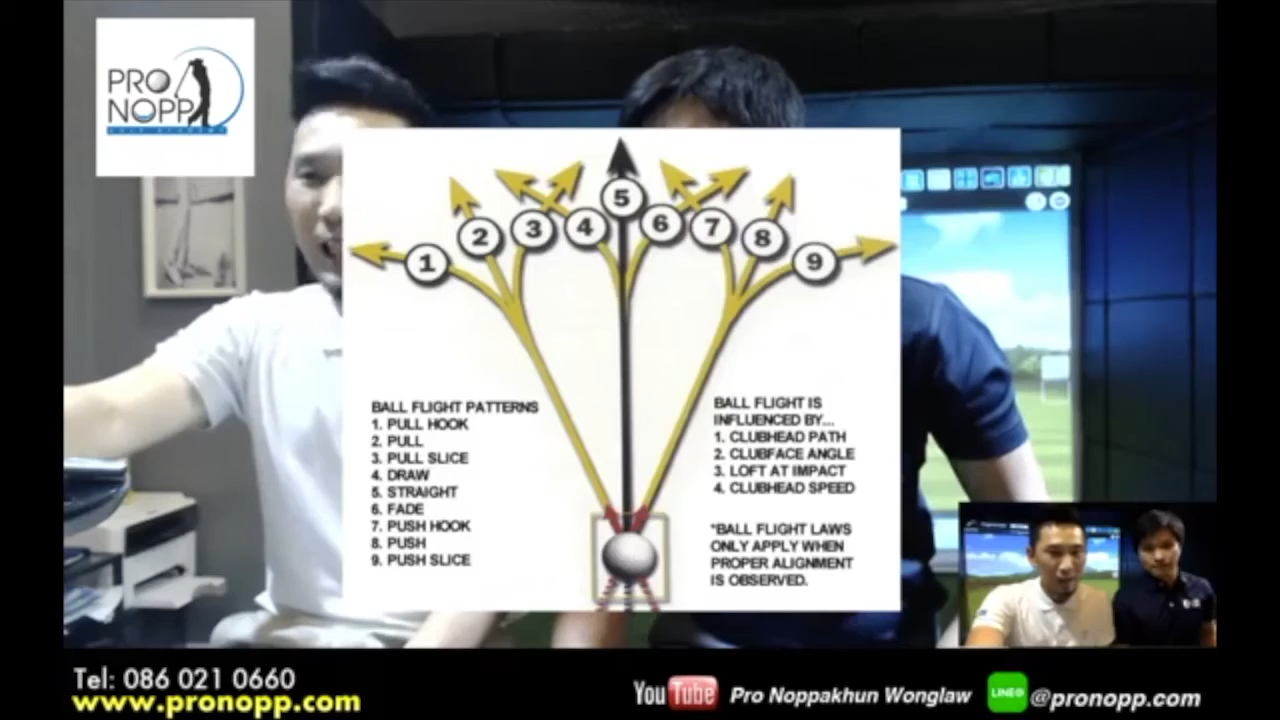 PRO
NOPP
GOLF ACADEMY
1
2
3
4
5
6
7
8
9
BALL FLIGHT PATTERNS
1. PULL HOOK
2. PULL
3. PULL SLICE
4. DRAW
5. STRAIGHT
6. FADE
7. PUSH HOOK
8. PUSH
9. PUSH SLICE
BALL FLIGHT IS
INFLUENCED BY...
1. CLUBHEAD PATH
2. CLUBFACE ANGLE
3. LOFT AT IMPACT
4. CLUBHEAD SPEED
*BALL FLIGHT LAWS
ONLY APPLY WHEN
PROPER ALIGNMENT
IS OBSERVED.
Tel: 086 021 0660
www.pronopp.com
YouTube Pro Noppakhun Wonglaw
LINE@ @pronopp.com